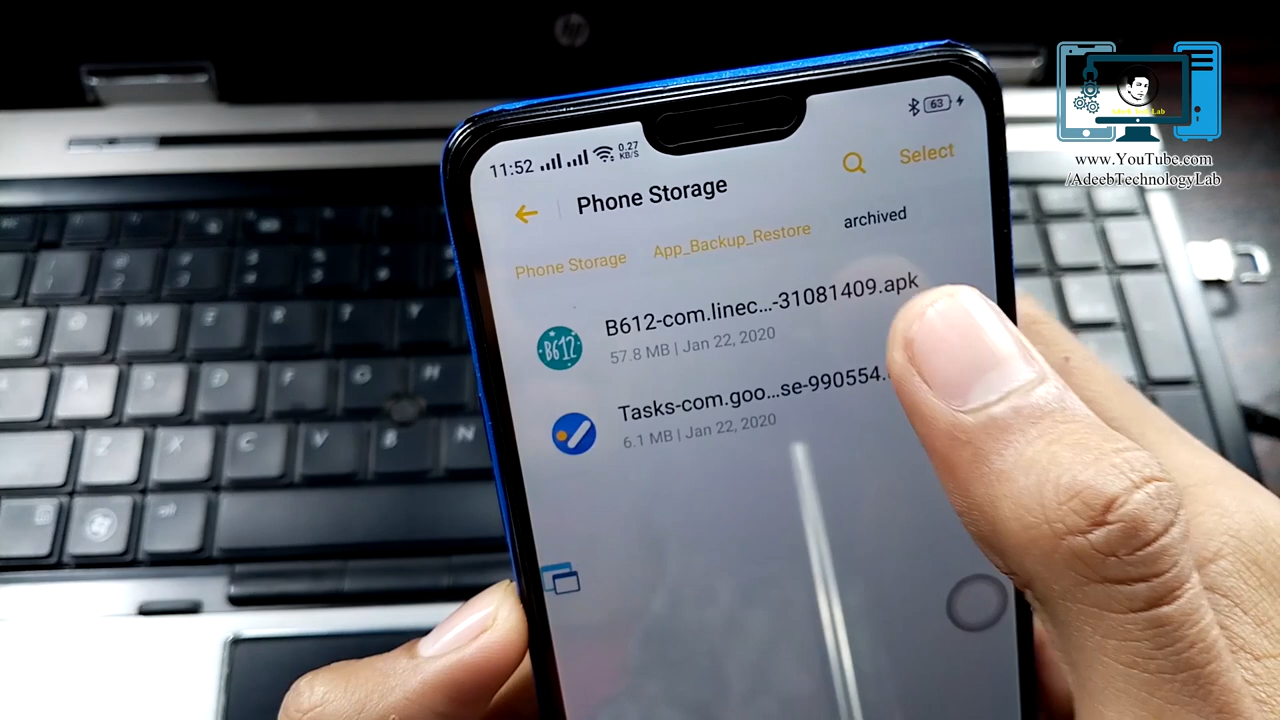 hp
11:52 0.27 KB/S 63
Phone Storage Select
Phone Storage App_Backup_Restore archived
B612
B612-com.linec...-31081409.apk
57.8 MB | Jan 22, 2020
Tasks-com.goo...se-990554.
6.1 MB | Jan 22, 2020
www.YouTube.com
/AdeebTechnologyLab
Q
W
E
R
T
Y
A
S
D
F
G
H
Z
X
C
V
B
N